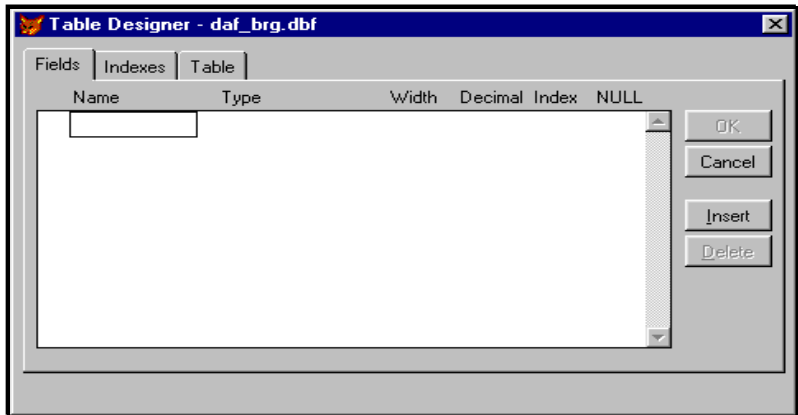 Table Designer - daf_brg.dbf
Fields Indexes Table
Name Type Width Decimal Index NULL
OK
Cancel
Insert
Delete